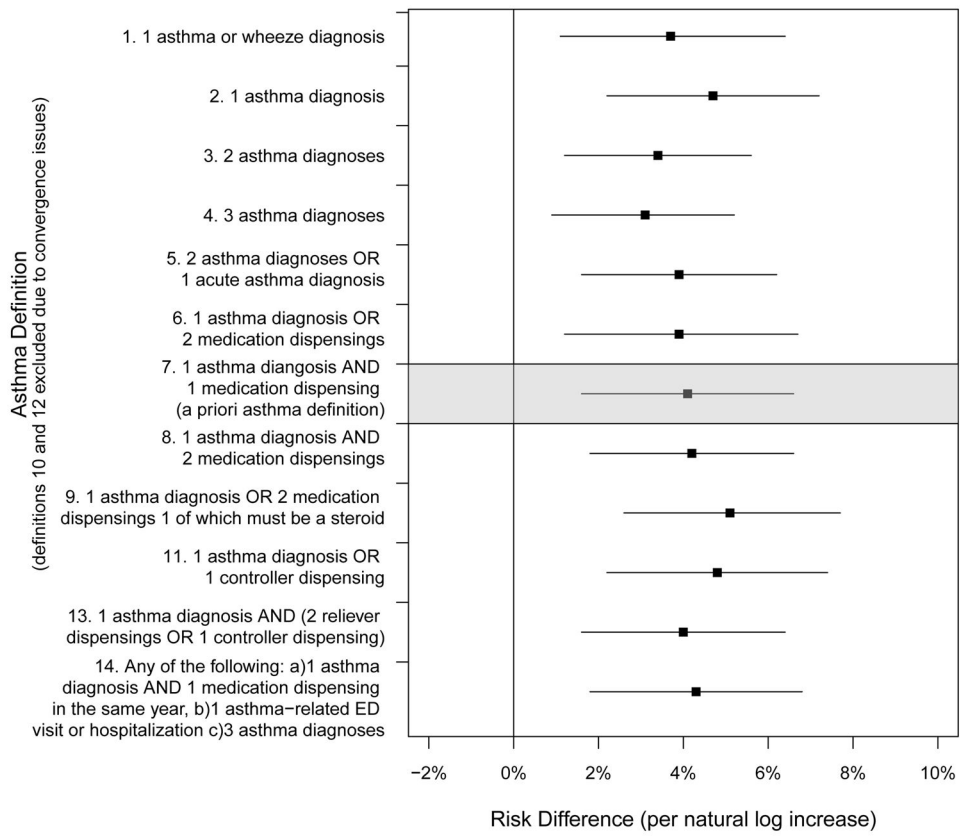 Asthma Definition
(definitions 10 and 12 excluded due to convergence issues)
1. 1 asthma or wheeze diagnosis
2. 1 asthma diagnosis
3. 2 asthma diagnoses
4. 3 asthma diagnoses
5. 2 asthma diagnoses OR
1 acute asthma diagnosis
6. 1 asthma diagnosis OR
2 medication dispensings
7. 1 asthma diangosis AND
1 medication dispensing
(a priori asthma definition)
8. 1 asthma diagnosis AND
2 medication dispensings
9. 1 asthma diagnosis OR 2 medication
dispensings 1 of which must be a steroid
11. 1 asthma diagnosis OR
1 controller dispensing
13. 1 asthma diagnosis AND (2 reliever
dispensings OR 1 controller dispensing)
14. Any of the following: a)1 asthma
diagnosis AND 1 medication dispensing
in the same year, b)1 asthma−related ED
visit or hospitalization c)3 asthma diagnoses
−2% 0% 2% 4% 6% 8% 10%
Risk Difference (per natural log increase)